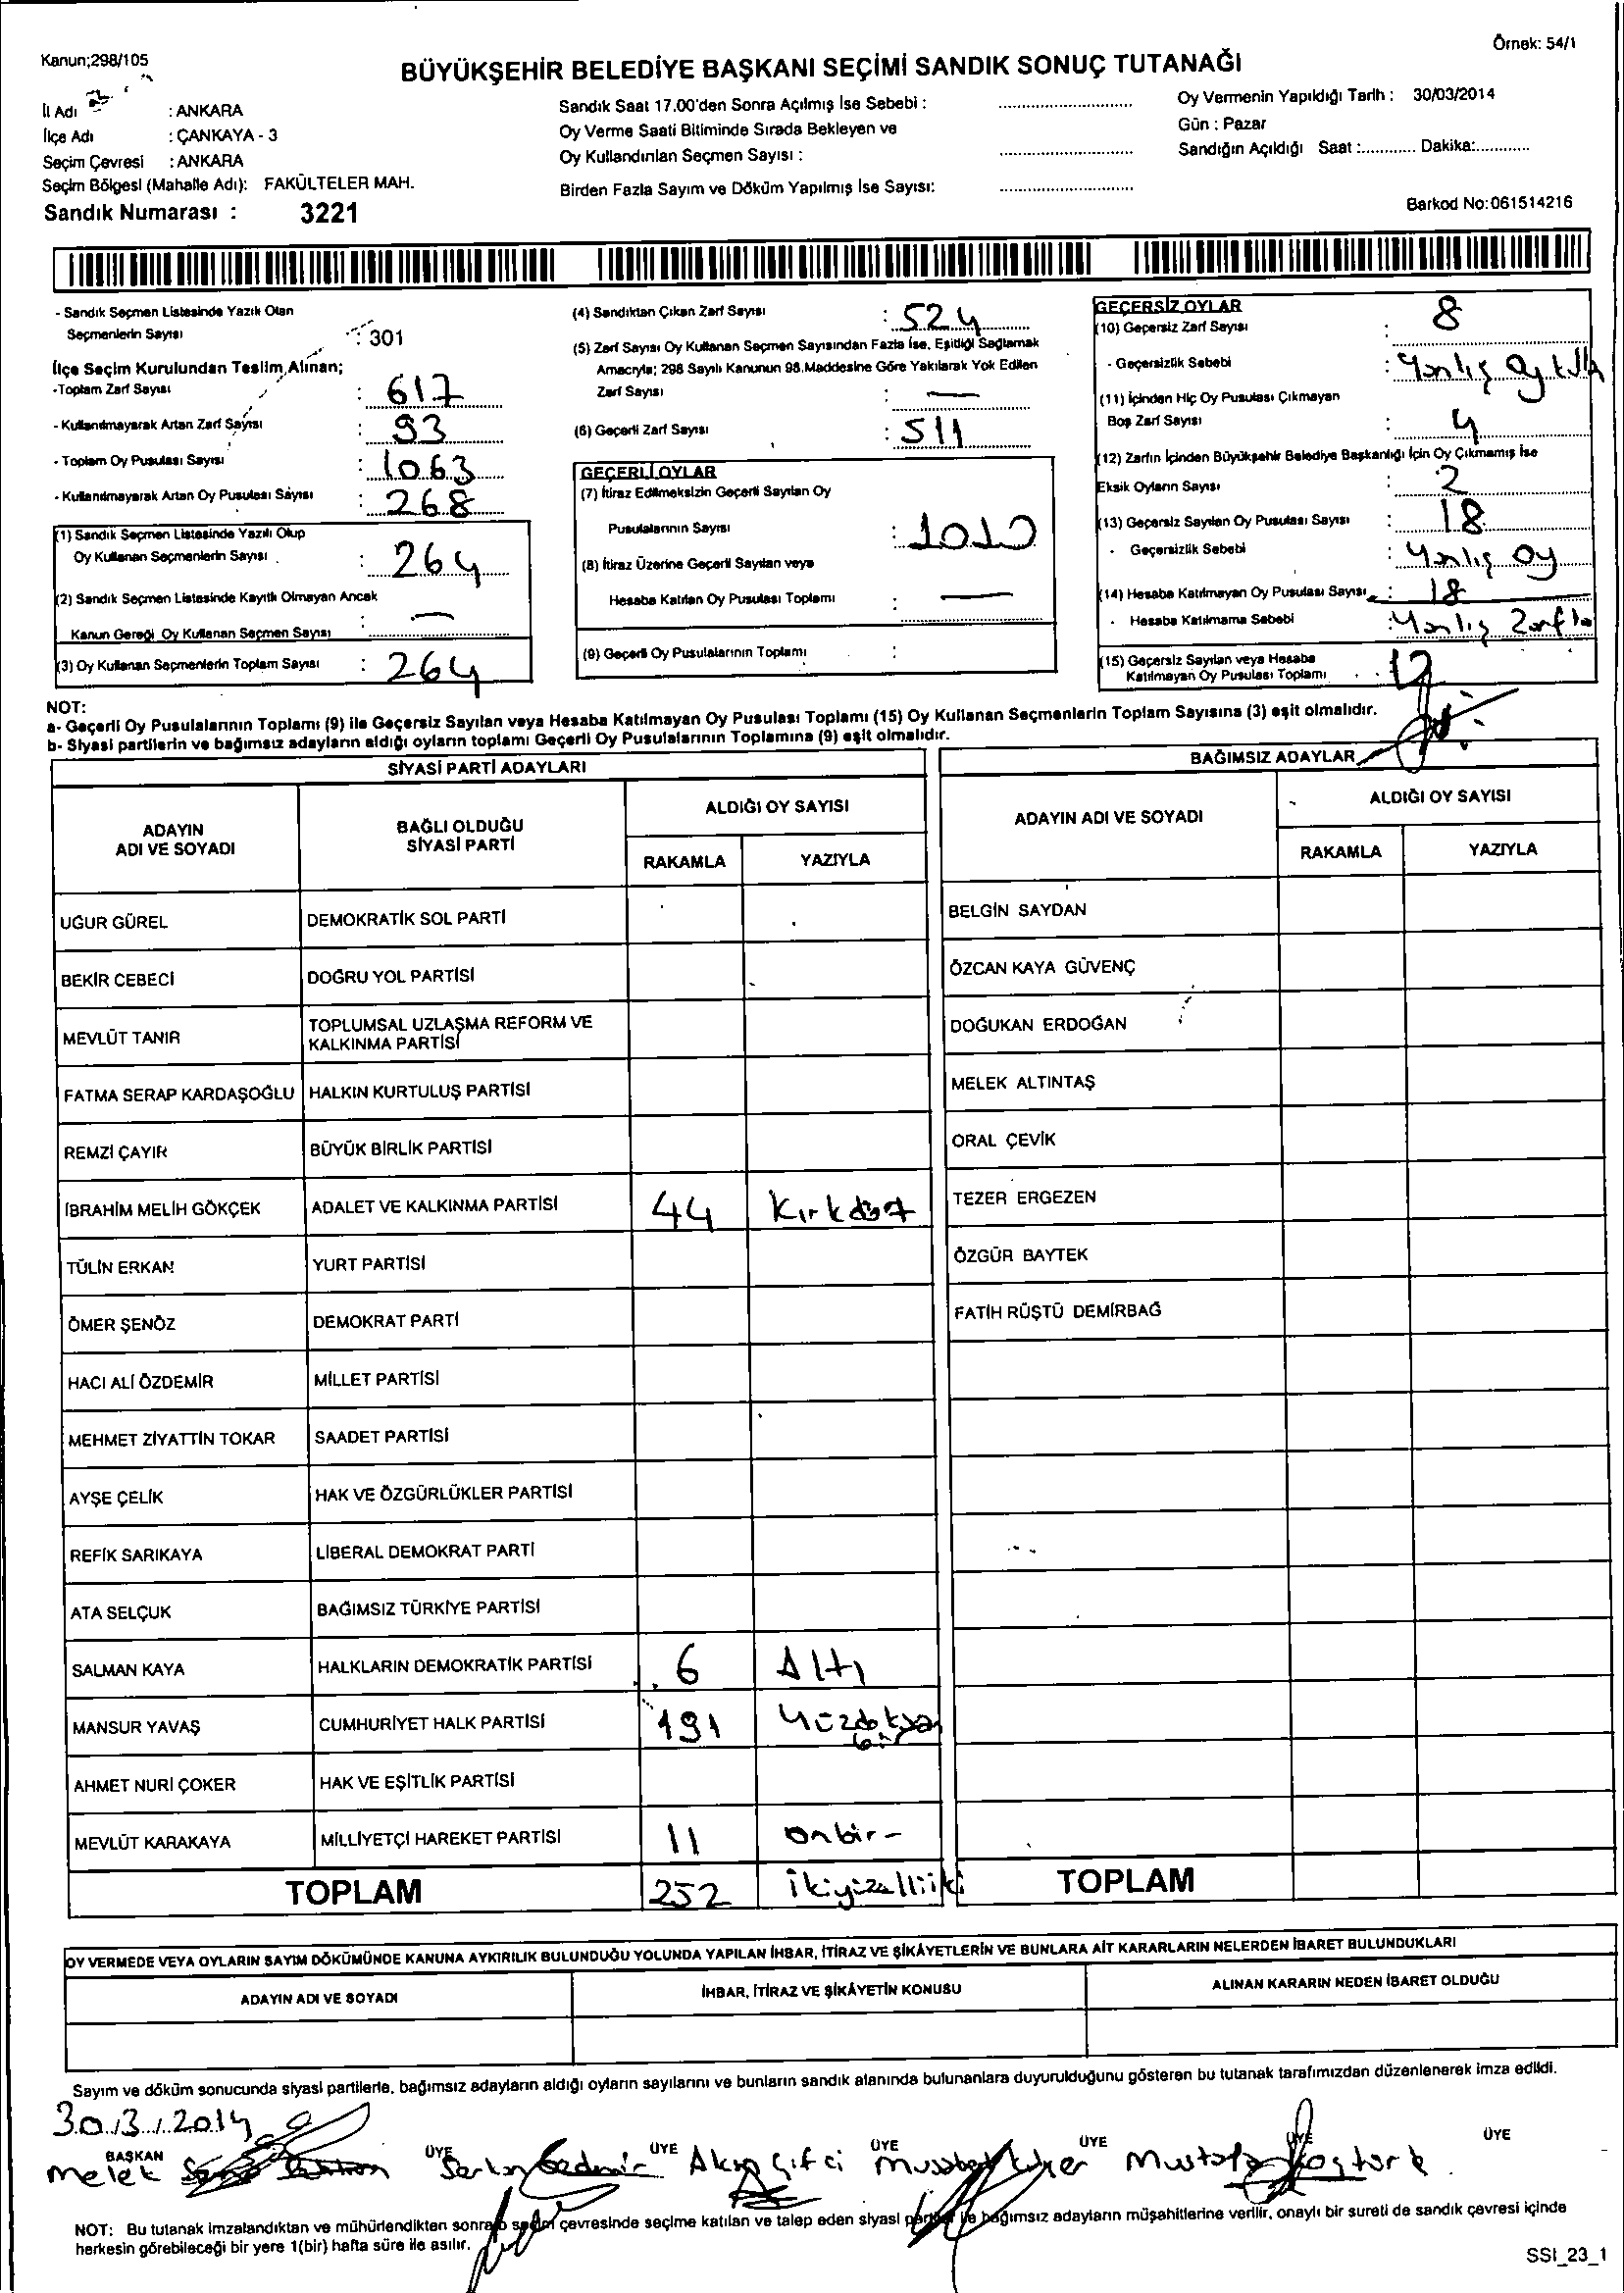 Kanun;298/105
Örnek: 54/1
BÜYÜKŞEHİR BELEDİYE BAŞKANI SEÇİMİ SANDIK SONUÇ TUTANAĞI
İl Adı : ANKARA
İlçe Adı : ÇANKAYA - 3
Seçim Çevresi : ANKARA
Seçim Bölgesi (Mahalle Adı): FAKÜLTELER MAH.
Sandık Numarası : 3221
Sandık Saat 17.00'den Sonra Açılmış İse Sebebi :
Oy Verme Saati Bitiminde Sırada Bekleyen ve
Oy Kullandırılan Seçmen Sayısı :
Birden Fazla Sayım ve Döküm Yapılmış İse Sayısı:
Oy Vermenin Yapıldığı Tarih : 30/03/2014
Gün : Pazar
Sandığın Açıldığı Saat :............ Dakika:............
Barkod No:061514216
- Sandık Seçmen Listesinde Yazılı Olan
Seçmenlerin Sayısı : 301
İlçe Seçim Kurulundan Teslim Alınan;
-Toplam Zarf Sayısı : 617
- Kullanılmayarak Artan Zarf Sayısı : 93
- Toplam Oy Pusulası Sayısı : 1063
- Kullanılmayarak Artan Oy Pusulası Sayısı : 268
(1) Sandık Seçmen Listesinde Yazılı Olup
Oy Kullanan Seçmenlerin Sayısı : 264
(2) Sandık Seçmen Listesinde Kayıtlı Olmayan Ancak
Kanun Gereği Oy Kullanan Seçmen Sayısı : —
(3) Oy Kullanan Seçmenlerin Toplam Sayısı : 264
(4) Sandıktan Çıkan Zarf Sayısı : 524
(5) Zarf Sayısı Oy Kullanan Seçmen Sayısından Fazla İse, Eşitliği Sağlamak
Amacıyla; 298 Sayılı Kanunun 98.Maddesine Göre Yakılarak Yok Edilen
Zarf Sayısı : —
(6) Geçerli Zarf Sayısı : 511
GEÇERLİ OYLAR
(7) İtiraz Edilmeksizin Geçerli Sayılan Oy
Pusulalarının Sayısı : 1010
(8) İtiraz Üzerine Geçerli Sayılan veya
Hesaba Katılan Oy Pusulası Toplamı : —
(9) Geçerli Oy Pusulalarının Toplamı :
GEÇERSİZ OYLAR
(10) Geçersiz Zarf Sayısı : 8
- Geçersizlik Sebebi : Yanlış Oy
(11) İçinden Hiç Oy Pusulası Çıkmayan
Boş Zarf Sayısı : 4
(12) Zarfın İçinden Büyükşehir Belediye Başkanlığı İçin Oy Çıkmamış İse
Eksik Oyların Sayısı : 2
(13) Geçersiz Sayılan Oy Pusulası Sayısı : 18
- Geçersizlik Sebebi : Yanlış oy
(14) Hesaba Katılmayan Oy Pusulası Sayısı : 18
- Hesaba Katılmama Sebebi : Yanlış Zarfla
(15) Geçersiz Sayılan veya Hesaba
Katılmayan Oy Pusulası Toplamı : 12
NOT:
a- Geçerli Oy Pusulalarının Toplamı (9) ile Geçersiz Sayılan veya Hesaba Katılmayan Oy Pusulası Toplamı (15) Oy Kullanan Seçmenlerin Toplam Sayısına (3) eşit olmalıdır.
b- Siyasi partilerin ve bağımsız adayların aldığı oyların toplamı Geçerli Oy Pusulalarının Toplamına (9) eşit olmalıdır.
SİYASİ PARTİ ADAYLARI
ADAYIN ADI VE SOYADI
BAĞLI OLDUĞU SİYASİ PARTİ
ALDIĞI OY SAYISI
RAKAMLA YAZIYLA
UĞUR GÜREL DEMOKRATİK SOL PARTİ
BEKİR CEBECİ DOĞRU YOL PARTİSİ
MEVLÜT TANIR TOPLUMSAL UZLAŞMA REFORM VE KALKINMA PARTİSİ
FATMA SERAP KARDAŞOĞLU HALKIN KURTULUŞ PARTİSİ
REMZİ ÇAYIR BÜYÜK BİRLİK PARTİSİ
İBRAHİM MELİH GÖKÇEK ADALET VE KALKINMA PARTİSİ 44 Kırkdört
TÜLİN ERKAN YURT PARTİSİ
ÖMER ŞENÖZ DEMOKRAT PARTİ
HACI ALİ ÖZDEMİR MİLLET PARTİSİ
MEHMET ZİYATTİN TOKAR SAADET PARTİSİ
AYŞE ÇELİK HAK VE ÖZGÜRLÜKLER PARTİSİ
REFİK SARIKAYA LİBERAL DEMOKRAT PARTİ
ATA SELÇUK BAĞIMSIZ TÜRKİYE PARTİSİ
SALMAN KAYA HALKLARIN DEMOKRATİK PARTİSİ 6 Altı
MANSUR YAVAŞ CUMHURİYET HALK PARTİSİ 191
AHMET NURİ ÇOKER HAK VE EŞİTLİK PARTİSİ
MEVLÜT KARAKAYA MİLLİYETÇİ HAREKET PARTİSİ 11 onbir -
TOPLAM 252 ikiyüzelliiki
BAĞIMSIZ ADAYLAR
ADAYIN ADI VE SOYADI
ALDIĞI OY SAYISI
RAKAMLA YAZIYLA
BELGİN SAYDAN
ÖZCAN KAYA GÜVENÇ
DOĞUKAN ERDOĞAN
MELEK ALTINTAŞ
ORAL ÇEVİK
TEZER ERGEZEN
ÖZGÜR BAYTEK
FATİH RÜŞTÜ DEMİRBAĞ
TOPLAM
OY VERMEDE VEYA OYLARIN SAYIM DÖKÜMÜNDE KANUNA AYKIRILIK BULUNDUĞU YOLUNDA YAPILAN İHBAR, İTİRAZ VE ŞİKÂYETLERİN VE BUNLARA AİT KARARLARIN NELERDEN İBARET BULUNDUKLARI
ADAYIN ADI VE SOYADI
İHBAR, İTİRAZ VE ŞİKÂYETİN KONUSU
ALINAN KARARIN NEDEN İBARET OLDUĞU
Sayım ve döküm sonucunda siyasi partilerle, bağımsız adayların aldığı oyların sayılarını ve bunların sandık alanında bulunanlara duyurulduğunu gösteren bu tutanak tarafımızdan düzenlenerek imza edildi.
30/3/2014
BAŞKAN ÜYE ÜYE ÜYE ÜYE ÜYE ÜYE
Melek
Mustafa
NOT: Bu tutanak imzalandıktan ve mühürlendikten sonra seçim çevresinde seçime katılan ve talep eden siyasi partiler ile bağımsız adayların müşahitlerine verilir, onaylı bir sureti de sandık çevresi içinde
herkesin görebileceği bir yere 1(bir) hafta süre ile asılır.
SSI_23_1